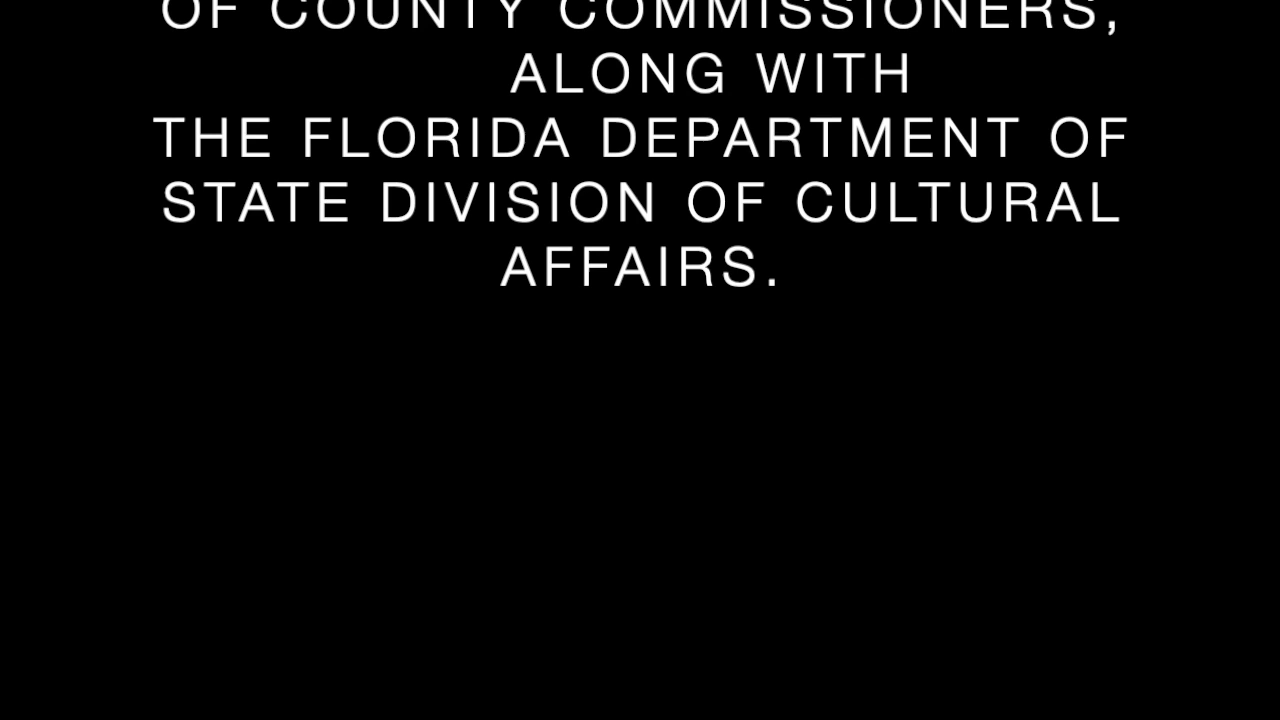 OF COUNTY COMMISSIONERS,
ALONG WITH
THE FLORIDA DEPARTMENT OF
STATE DIVISION OF CULTURAL
AFFAIRS.